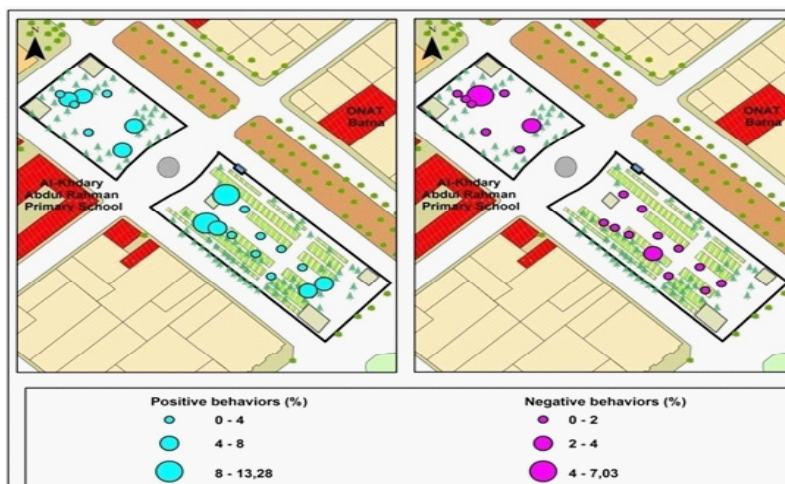 N
ONAT
Batna
Al-Khdary
Abdul Rahman
Primary School
N
ONAT
Batna
Al-Khdary
Abdul Rahman
Primary School
Positive behaviors (%)
0 - 4
4 - 8
8 - 13,28
Negative behaviors (%)
0 - 2
2 - 4
4 - 7,03